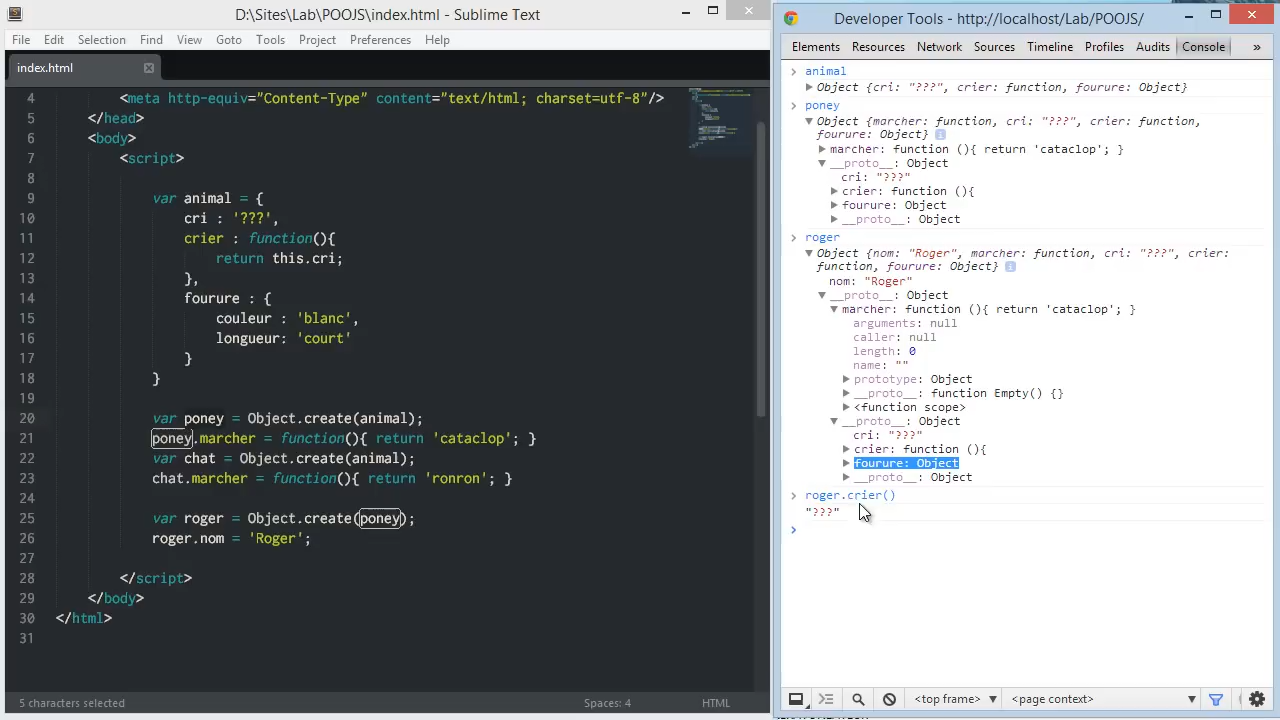 D:\Sites\Lab\POOJS\index.html - Sublime Text
File Edit Selection Find View Goto Tools Project Preferences Help
index.html
4 <meta http-equiv="Content-Type" content="text/html; charset=utf-8"/>
5 </head>
6 <body>
7 <script>
8
9 var animal = {
10 cri : '???',
11 crier : function(){
12 return this.cri;
13 },
14 fourure : {
15 couleur : 'blanc',
16 longueur: 'court'
17 }
18 }
19
20 var poney = Object.create(animal);
21 poney.marcher = function(){ return 'cataclop'; }
22 var chat = Object.create(animal);
23 chat.marcher = function(){ return 'ronron'; }
24
25 var roger = Object.create(poney);
26 roger.nom = 'Roger';
27
28 </script>
29 </body>
30 </html>
31
5 characters selected
Spaces: 4
HTML
Developer Tools - http://localhost/Lab/POOJS/
Elements Resources Network Sources Timeline Profiles Audits Console »
animal
Object {cri: "???", crier: function, fourure: Object}
poney
Object {marcher: function, cri: "???", crier: function,
fourure: Object}
marcher: function (){ return 'cataclop'; }
__proto__: Object
cri: "???"
crier: function (){
fourure: Object
__proto__: Object
roger
Object {nom: "Roger", marcher: function, cri: "???", crier:
function, fourure: Object}
nom: "Roger"
__proto__: Object
marcher: function (){ return 'cataclop'; }
arguments: null
caller: null
length: 0
name: ""
prototype: Object
__proto__: function Empty() {}
<function scope>
__proto__: Object
cri: "???"
crier: function (){
fourure: Object
__proto__: Object
roger.crier()
"???"
<top frame> <page context>